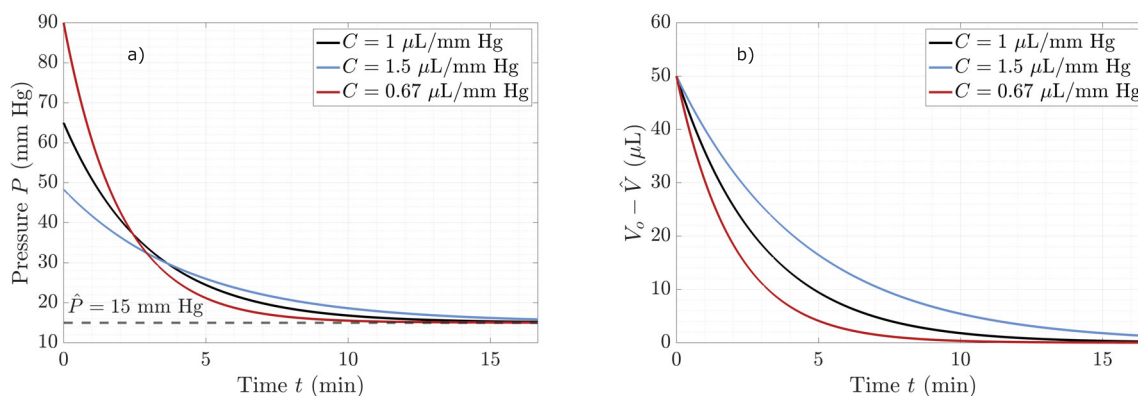 a)
C = 1 μL/mm Hg
C = 1.5 μL/mm Hg
C = 0.67 μL/mm Hg
90
80
70
60
50
40
30
20
10
Pressure P (mm Hg)
P̂ = 15 mm Hg
0
5
10
15
Time t (min)
b)
C = 1 μL/mm Hg
C = 1.5 μL/mm Hg
C = 0.67 μL/mm Hg
60
50
40
30
20
10
0
V₀ − V̂ (μL)
0
5
10
15
Time t (min)